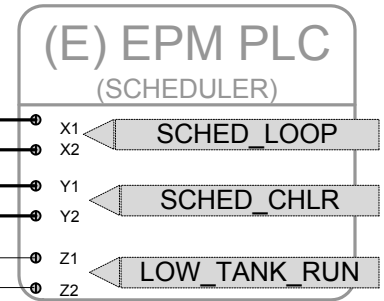 (E) EPM PLC
(SCHEDULER)
X1
SCHED_LOOP
X2
Y1
SCHED_CHLR
Y2
Z1
LOW_TANK_RUN
Z2